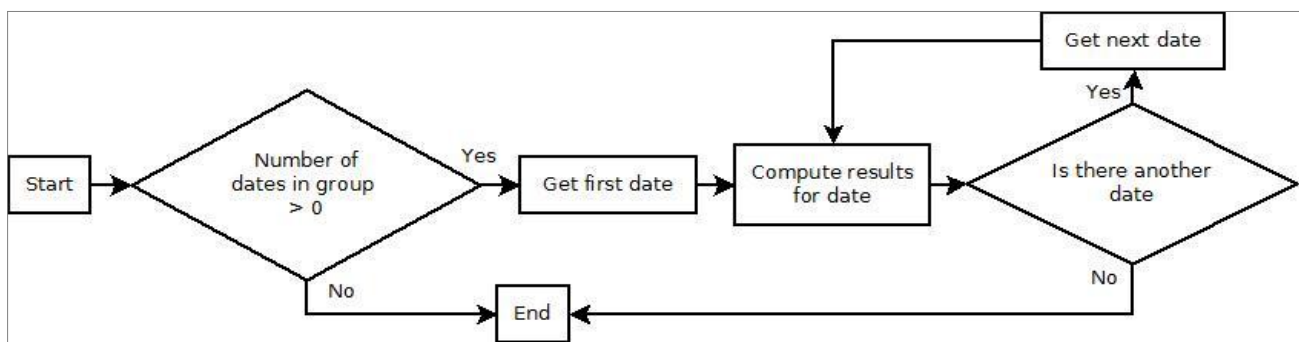 Start
Number of
dates in group
> 0
Yes
Get first date
Compute results
for date
Is there another
date
Yes
Get next date
No
No
End